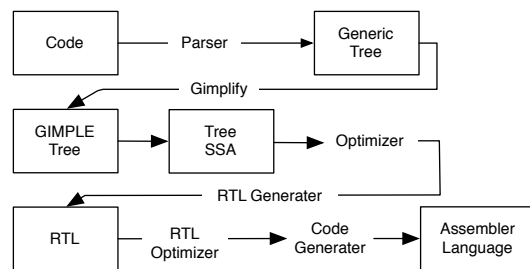 Code
Parser
Generic
Tree
Gimplify
GIMPLE
Tree
Tree
SSA
Optimizer
RTL Generater
RTL
RTL
Optimizer
Code
Generater
Assembler
Language